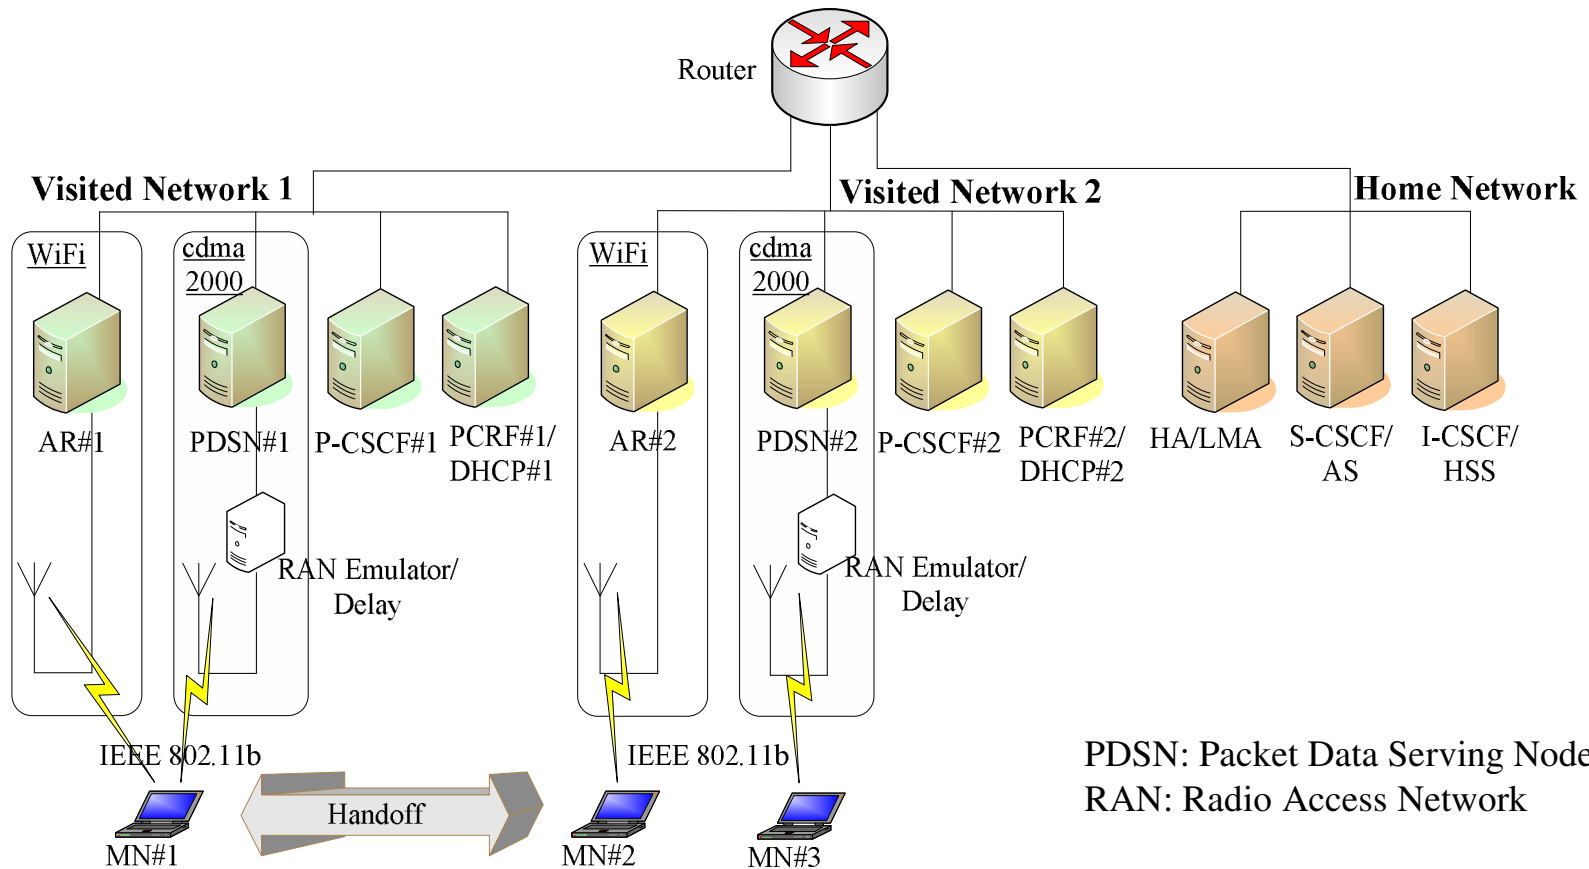 Router
Visited Network 1
Visited Network 2
Home Network
WiFi
cdma
2000
WiFi
cdma
2000
AR#1
PDSN#1
P-CSCF#1
PCRF#1/
DHCP#1
AR#2
PDSN#2
P-CSCF#2
PCRF#2/
DHCP#2
HA/LMA
S-CSCF/
AS
I-CSCF/
HSS
RAN Emulator/
Delay
RAN Emulator/
Delay
IEEE 802.11b
IEEE 802.11b
PDSN: Packet Data Serving Node
RAN: Radio Access Network
Handoff
MN#1
MN#2
MN#3